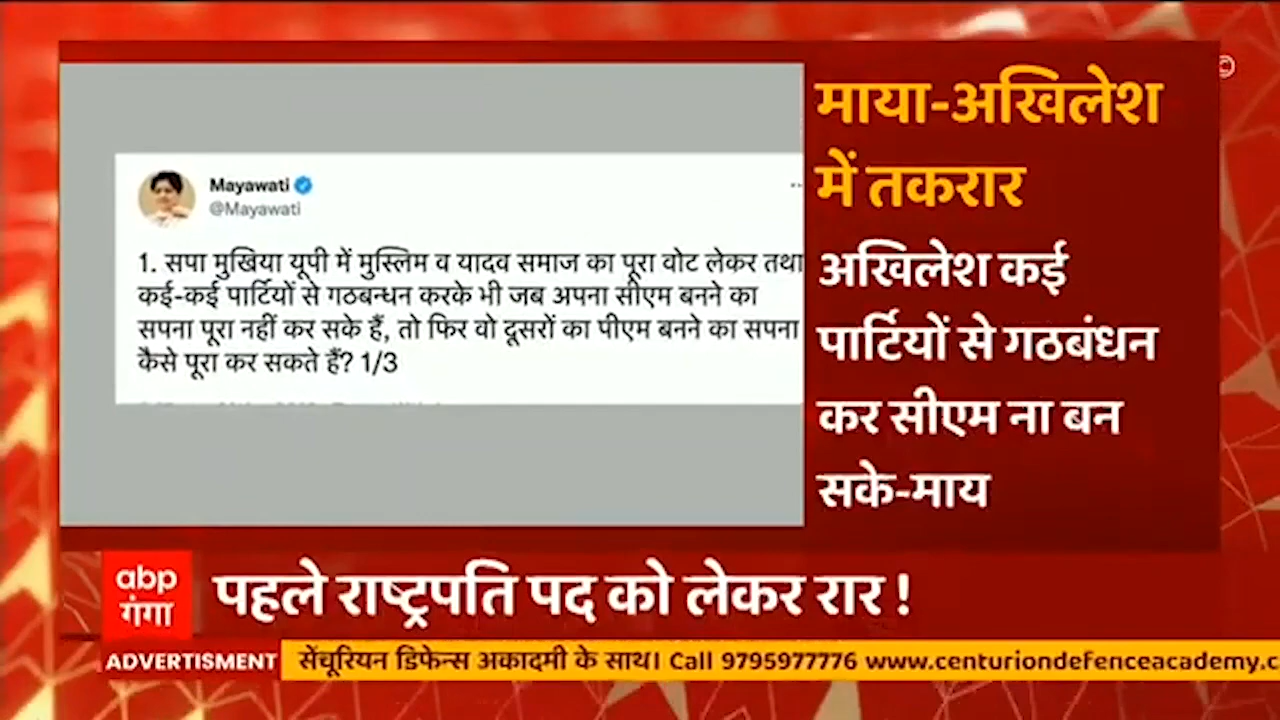 Mayawati
@Mayawati
1. सपा मुखिया यूपी में मुस्लिम व यादव समाज का पूरा वोट लेकर तथा
कई-कई पार्टियों से गठबन्धन करके भी जब अपना सीएम बनने का
सपना पूरा नहीं कर सके हैं, तो फिर वो दूसरों का पीएम बनने का सपना
कैसे पूरा कर सकते हैं? 1/3
माया-अखिलेश
में तकरार
अखिलेश कई
पार्टियों से गठबंधन
कर सीएम ना बन
सके-माय
abp
गंगा
पहले राष्ट्रपति पद को लेकर रार !
ADVERTISMENT
सेंचूरियन डिफेन्स अकादमी के साथ। Call 9795977776 www.centuriondefenceacademy.c